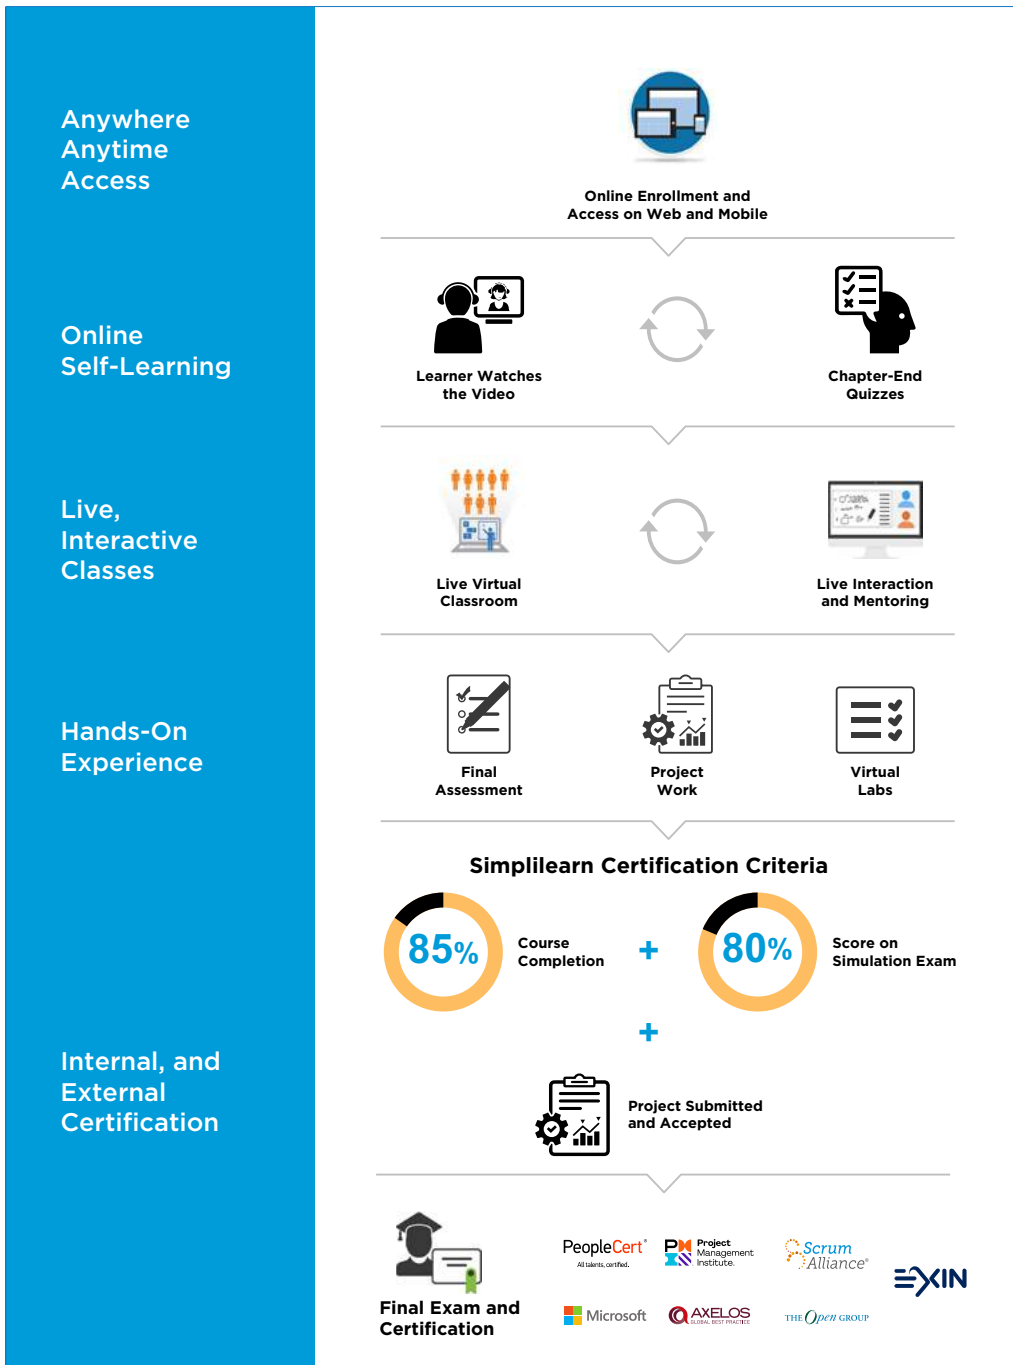 Anywhere
Anytime
Access
Online Enrollment and
Access on Web and Mobile
Online
Self-Learning
Learner Watches
the Video
Chapter-End
Quizzes
Live,
Interactive
Classes
Live Virtual
Classroom
Live Interaction
and Mentoring
Hands-On
Experience
Final
Assessment
Project
Work
Virtual
Labs
Internal, and
External
Certification
Simplilearn Certification Criteria
85%
Course
Completion
+
80%
Score on
Simulation Exam
+
Project Submitted
and Accepted
Final Exam and
Certification
PeopleCert®
All talents, certified.
Project
Management
Institute.
Scrum
Alliance®
EXIN
Microsoft
AXELOS
GLOBAL BEST PRACTICE
THE Open GROUP